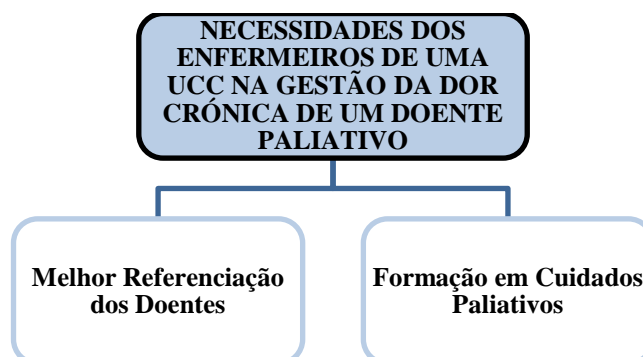 NECESSIDADES DOS
ENFERMEIROS DE UMA
UCC NA GESTÃO DA DOR
CRÓNICA DE UM DOENTE
PALIATIVO
Melhor Referenciação
dos Doentes
Formação em Cuidados
Paliativos